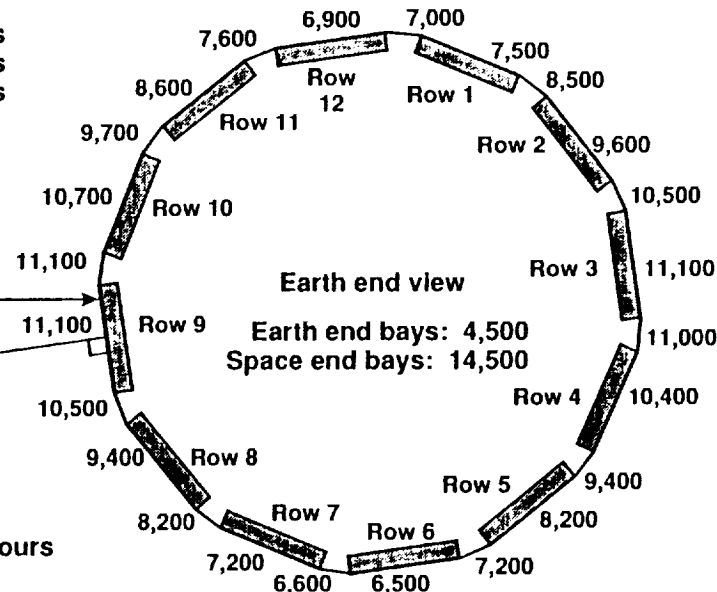 s
s
s
6,900
7,000
7,600
7,500
Row
12
Row 1
8,600
8,500
Row 11
9,700
Row 2
9,600
10,700
Row 10
10,500
11,100
Row 3
11,100
Earth end view
11,100
Row 9
Earth end bays: 4,500
11,000
Space end bays: 14,500
Row 4
10,400
10,500
9,400
Row 8
Row 5
9,400
8,200
Row 7
Row 6
8,200
ours
7,200
6,600
6,500
7,200